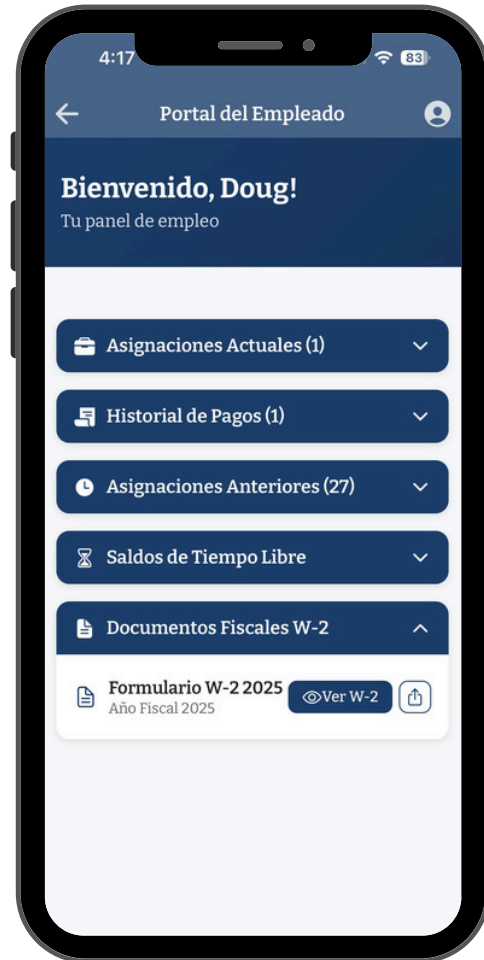 4:17
83
Portal del Empleado
Bienvenido, Doug!
Tu panel de empleo
Asignaciones Actuales (1)
Historial de Pagos (1)
Asignaciones Anteriores (27)
Saldos de Tiempo Libre
Documentos Fiscales W-2
Formulario W-2 2025
Año Fiscal 2025
Ver W-2